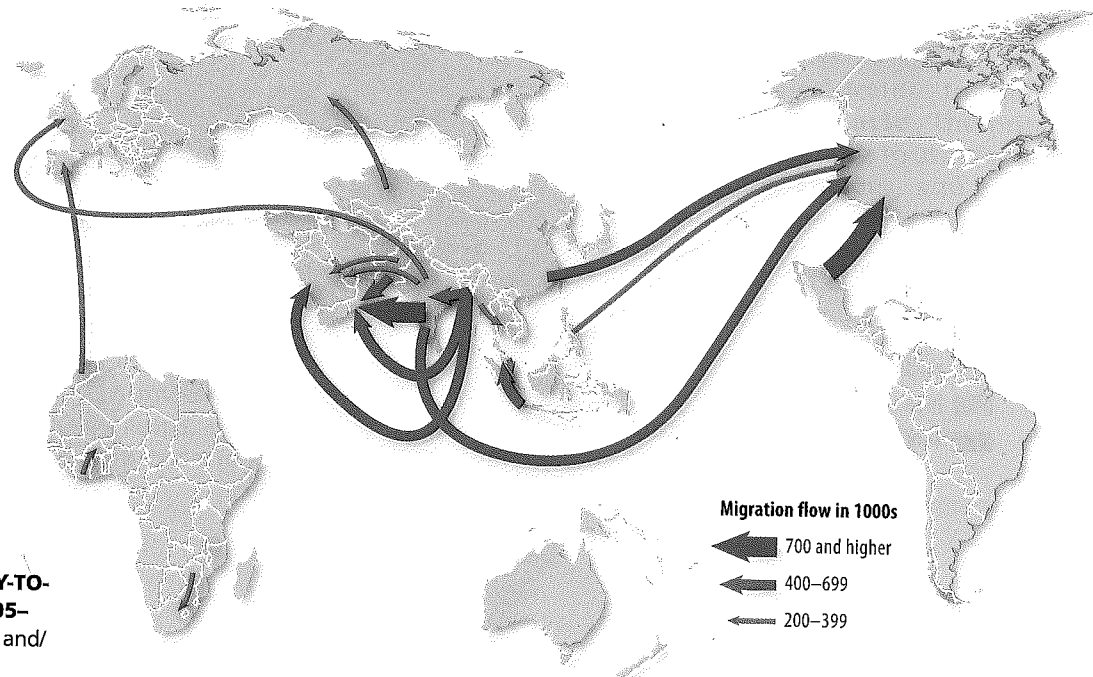 Y-TO-
05–
and/
Migration flow in 1000s
700 and higher
400–699
200–399